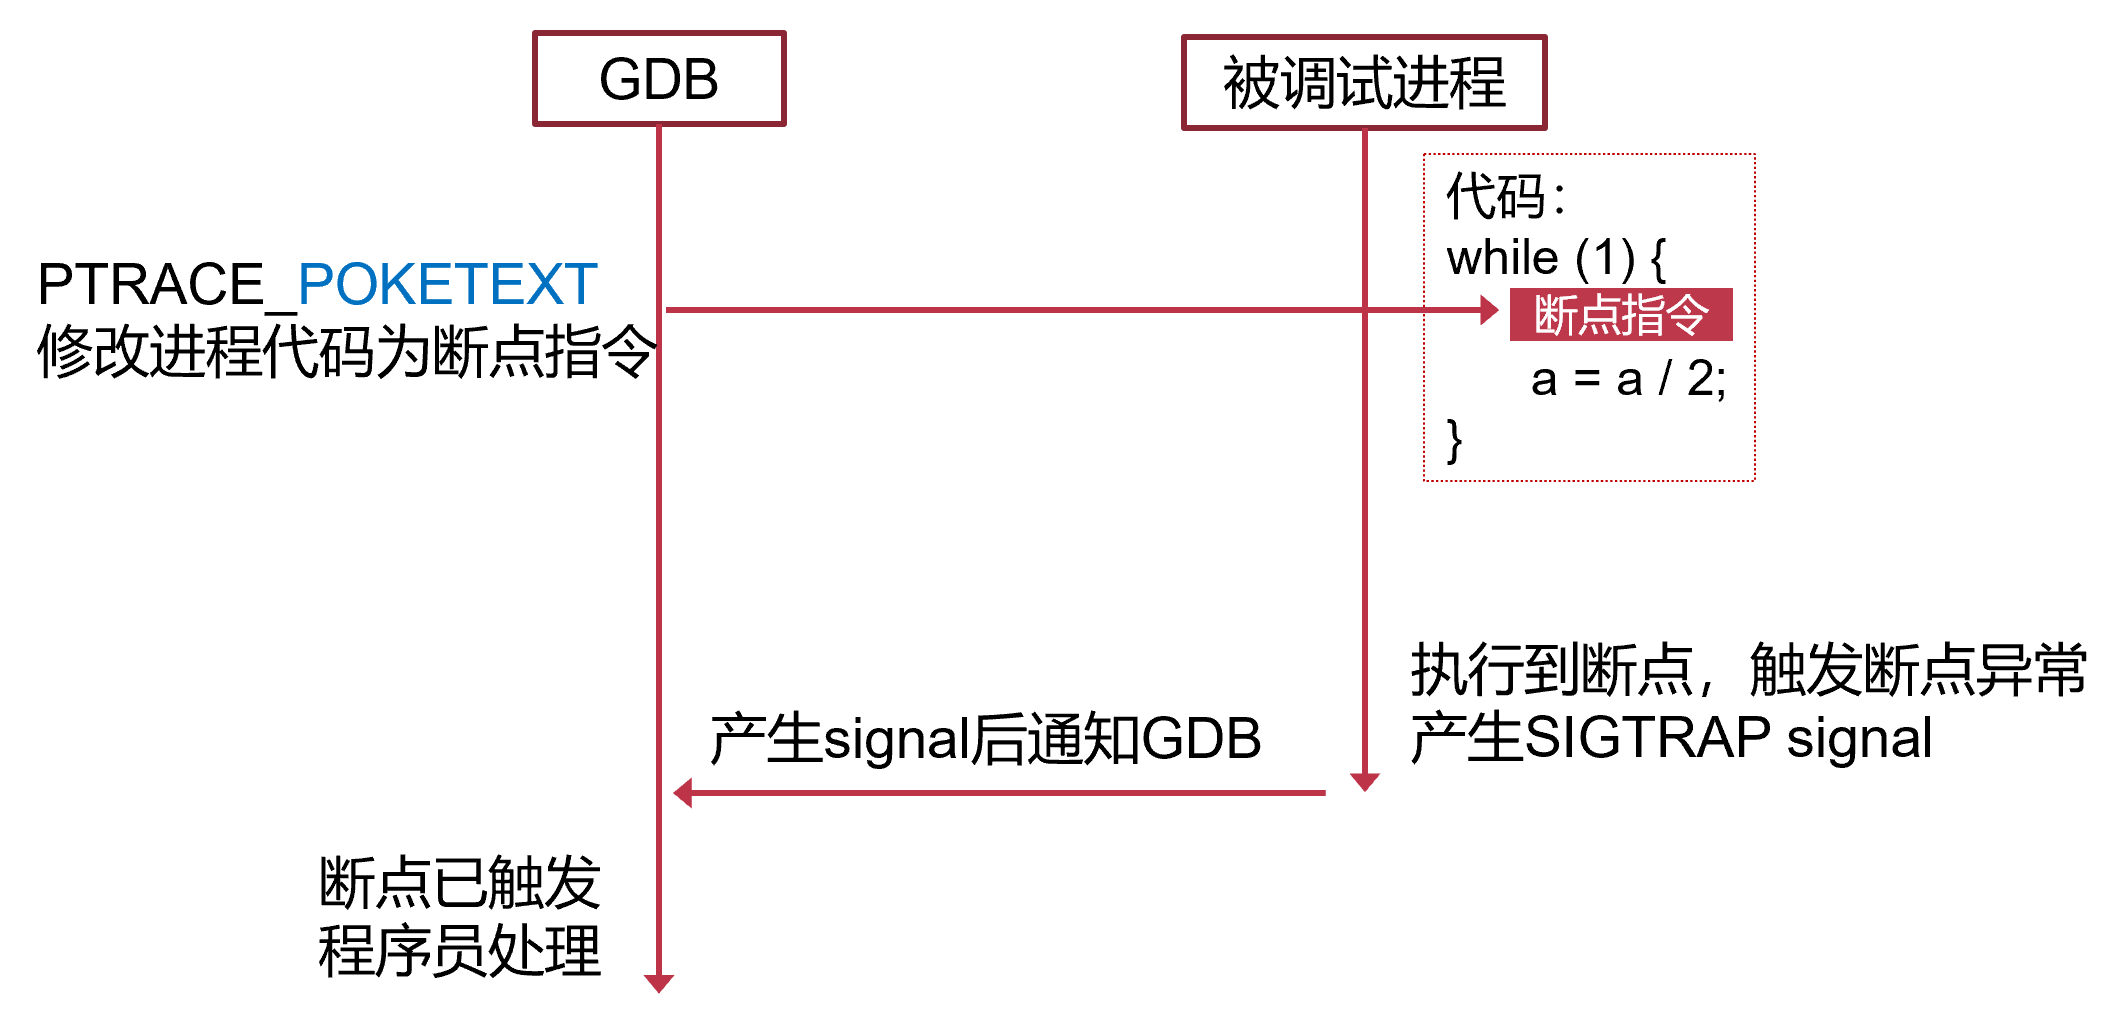 GDB
被调试进程
代码：
while (1) {
断点指令
a = a / 2;
}
PTRACE_POKETEXT
修改进程代码为断点指令
执行到断点，触发断点异常
产生SIGTRAP signal
产生signal后通知GDB
断点已触发
程序员处理